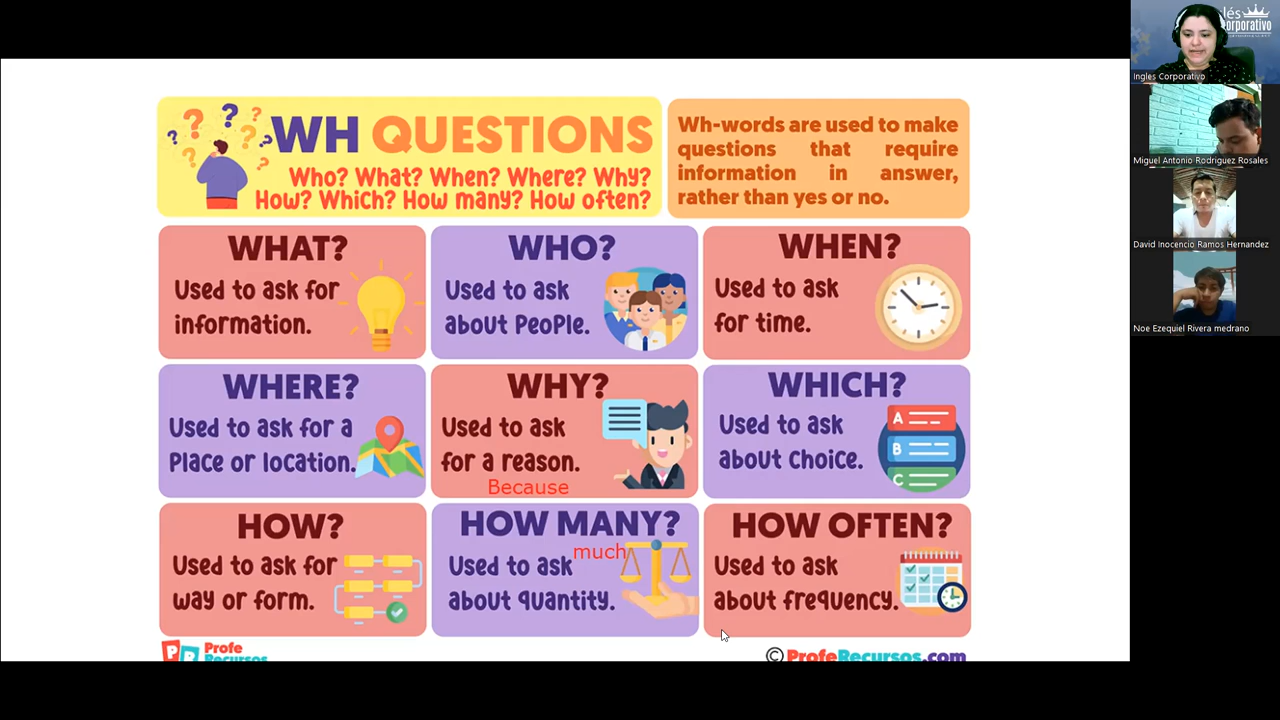 WH QUESTIONS
Who? What? When? Where? Why?
How? Which? How many? How often?
Wh-words are used to make
questions that require
information in answer,
rather than yes or no.
WHAT?
Used to ask for
information.
WHO?
Used to ask
about People.
WHEN?
Used to ask
for time.
WHERE?
Used to ask for a
Place or location.
WHY?
Used to ask
for a reason.
Because
WHICH?
Used to ask
about choice.
A
B
C
HOW?
Used to ask for
way or form.
HOW MANY?
much
Used to ask
about quantity.
HOW OFTEN?
Used to ask
about frequency.
PR Profe
Recursos
© ProfeRecursos.com
Ingles Corporativo
Miguel Antonio Rodriguez Rosales
David Inocencio Ramos Hernandez
Noe Ezequiel Rivera medrano